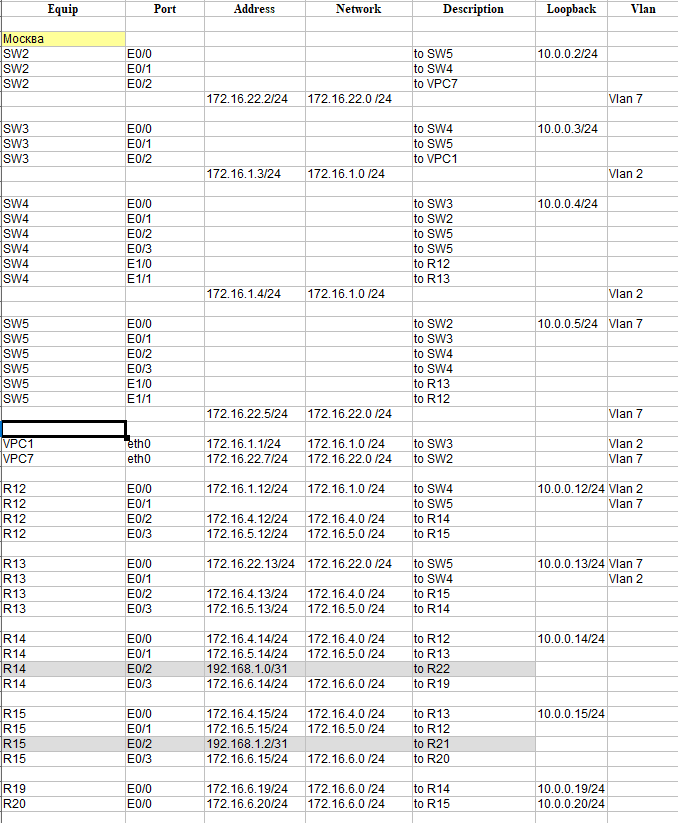 Equip Port Address Network Description Loopback Vlan
Москва
SW2 E0/0 to SW5 10.0.0.2/24
SW2 E0/1 to SW4
SW2 E0/2 to VPC7
172.16.22.2/24 172.16.22.0 /24 Vlan 7
SW3 E0/0 to SW4 10.0.0.3/24
SW3 E0/1 to SW5
SW3 E0/2 to VPC1
172.16.1.3/24 172.16.1.0 /24 Vlan 2
SW4 E0/0 to SW3 10.0.0.4/24
SW4 E0/1 to SW2
SW4 E0/2 to SW5
SW4 E0/3 to SW5
SW4 E1/0 to R12
SW4 E1/1 to R13
172.16.1.4/24 172.16.1.0 /24 Vlan 2
SW5 E0/0 to SW2 10.0.0.5/24 Vlan 7
SW5 E0/1 to SW3
SW5 E0/2 to SW4
SW5 E0/3 to SW4
SW5 E1/0 to R13
SW5 E1/1 to R12
172.16.22.5/24 172.16.22.0 /24 Vlan 7
VPC1 eth0 172.16.1.1/24 172.16.1.0 /24 to SW3 Vlan 2
VPC7 eth0 172.16.22.7/24 172.16.22.0 /24 to SW2 Vlan 7
R12 E0/0 172.16.1.12/24 172.16.1.0 /24 to SW4 10.0.0.12/24 Vlan 2
R12 E0/1 to SW5 Vlan 7
R12 E0/2 172.16.4.12/24 172.16.4.0 /24 to R14
R12 E0/3 172.16.5.12/24 172.16.5.0 /24 to R15
R13 E0/0 172.16.22.13/24 172.16.22.0 /24 to SW5 10.0.0.13/24 Vlan 7
R13 E0/1 to SW4 Vlan 2
R13 E0/2 172.16.4.13/24 172.16.4.0 /24 to R15
R13 E0/3 172.16.5.13/24 172.16.5.0 /24 to R14
R14 E0/0 172.16.4.14/24 172.16.4.0 /24 to R12 10.0.0.14/24
R14 E0/1 172.16.5.14/24 172.16.5.0 /24 to R13
R14 E0/2 192.168.1.0/31 to R22
R14 E0/3 172.16.6.14/24 172.16.6.0 /24 to R19
R15 E0/0 172.16.4.15/24 172.16.4.0 /24 to R13 10.0.0.15/24
R15 E0/1 172.16.5.15/24 172.16.5.0 /24 to R12
R15 E0/2 192.168.1.2/31 to R21
R15 E0/3 172.16.6.15/24 172.16.6.0 /24 to R20
R19 E0/0 172.16.6.19/24 172.16.6.0 /24 to R14 10.0.0.19/24
R20 E0/0 172.16.6.20/24 172.16.6.0 /24 to R15 10.0.0.20/24